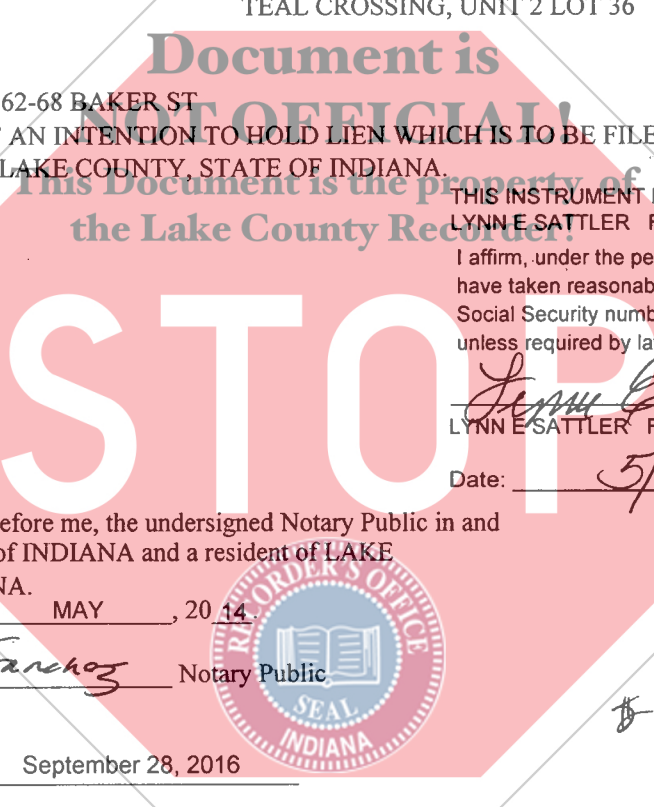 TEAL CROSSING, UNIT 2 LOT 36
Document is
62-68 BAKER ST
NOT OFFICIAL!
AN INTENTION TO HOLD LIEN WHICH IS TO BE FILE
LAKE COUNTY, STATE OF INDIANA.
This Document is the property of
THIS INSTRUMENT
the Lake County Recorder!
LYNN E SATTLER
I affirm, under the pe
have taken reasonab
Social Security numb
unless required by la
STOP
LYNN E SATTLER
Date: 5/
efore me, the undersigned Notary Public in and
of INDIANA and a resident of LAKE
NA.
MAY , 20 14.
Notary Public
RECORDER'S OFFICE
SEAL
INDIANA
September 28, 2016